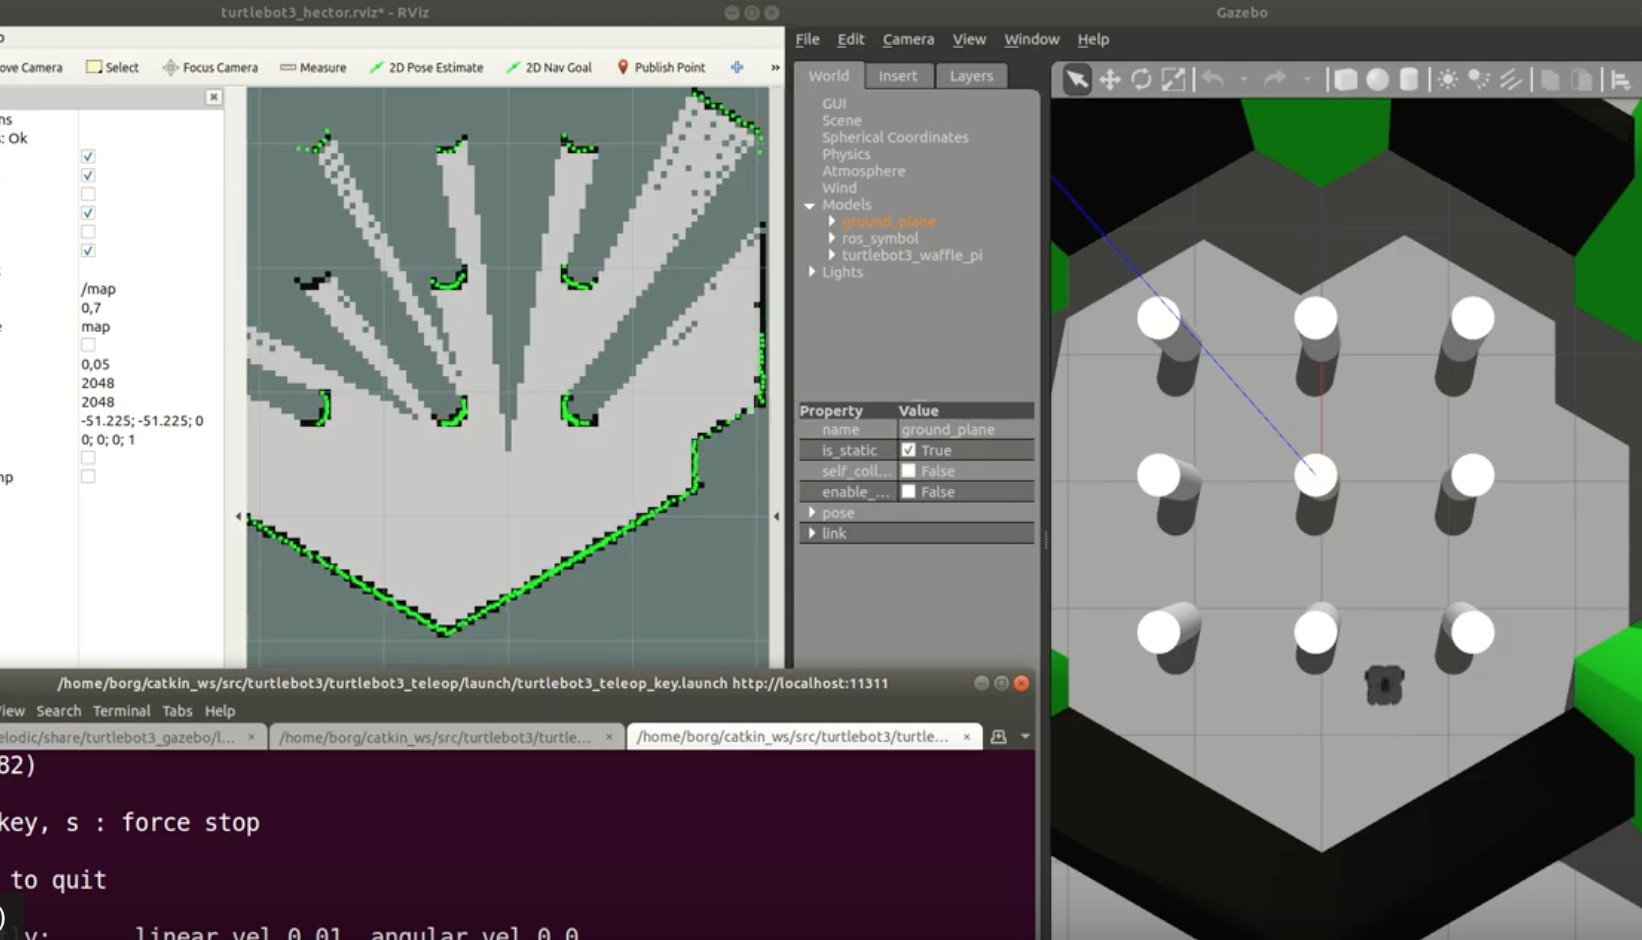 turtlebot3_hector.rviz* - RViz
Select
Focus Camera
Measure
2D Pose Estimate
2D Nav Goal
Publish Point
»
ove Camera
ns
: Ok
/map
0,7
map
0,05
2048
2048
-51.225; -51.225; 0
0; 0; 0; 1
Gazebo
File Edit Camera View Window Help
World Insert Layers
GUI
Scene
Spherical Coordinates
Physics
Atmosphere
Wind
Models
ground_plane
ros_symbol
turtlebot3_waffle_pi
Lights
Property Value
name ground_plane
is_static True
self_coll... False
enable_... False
pose
link
/home/borg/catkin_ws/src/turtlebot3/turtlebot3_teleop/launch/turtlebot3_teleop_key.launch http://localhost:11311
iew Search Terminal Tabs Help
elodic/share/turtlebot3_gazebo/l... × /home/borg/catkin_ws/src/turtlebot3/turtle... × /home/borg/catkin_ws/src/turtlebot3/turtle... ×
82)
key, s : force stop
to quit
tly: linear vel 0.01 angular vel 0.0